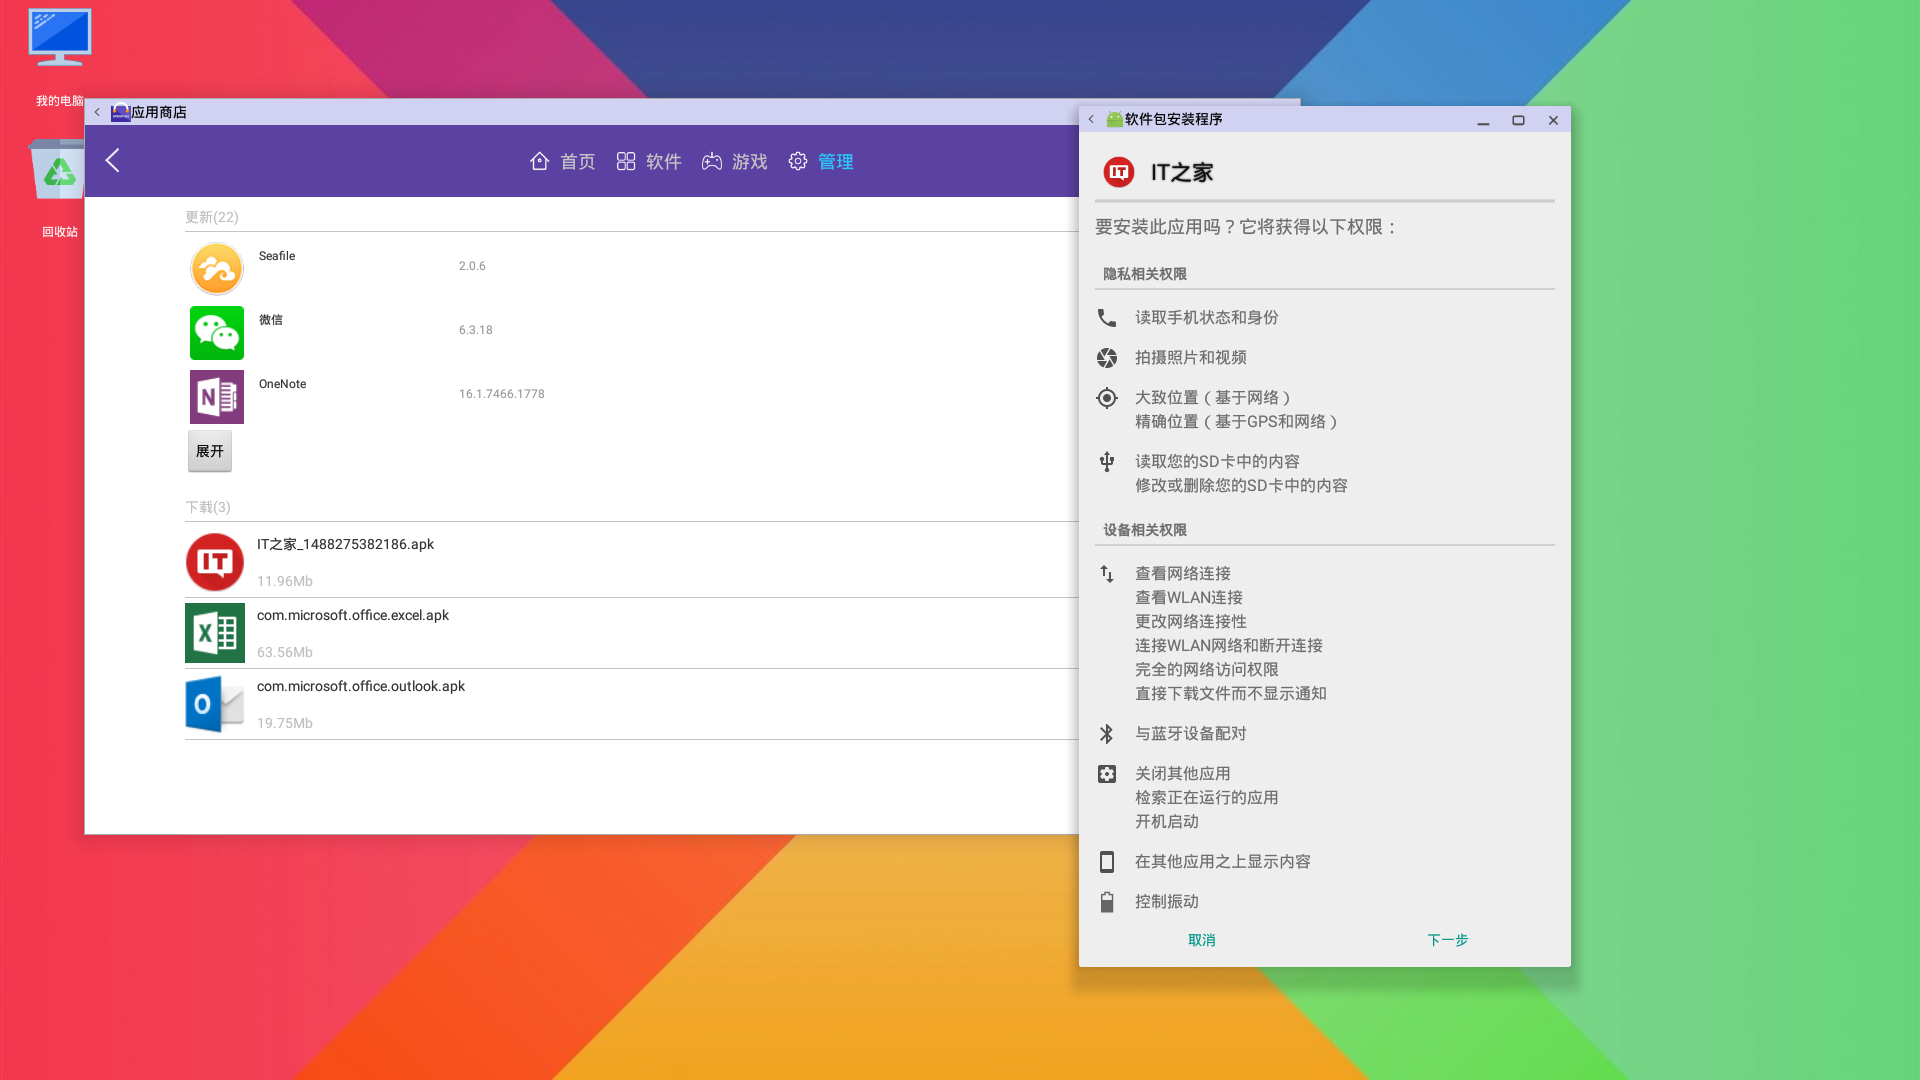 我的电脑
回收站
应用商店
首页
软件
游戏
管理
更新(22)
Seafile
2.0.6
微信
6.3.18
OneNote
16.1.7466.1778
展开
下载(3)
IT之家_1488275382186.apk
11.96Mb
com.microsoft.office.excel.apk
63.56Mb
com.microsoft.office.outlook.apk
19.75Mb
软件包安装程序
IT之家
要安装此应用吗？它将获得以下权限：
隐私相关权限
读取手机状态和身份
拍摄照片和视频
大致位置（基于网络）
精确位置（基于GPS和网络）
读取您的SD卡中的内容
修改或删除您的SD卡中的内容
设备相关权限
查看网络连接
查看WLAN连接
更改网络连接性
连接WLAN网络和断开连接
完全的网络访问权限
直接下载文件而不显示通知
与蓝牙设备配对
关闭其他应用
检索正在运行的应用
开机启动
在其他应用之上显示内容
控制振动
取消
下一步